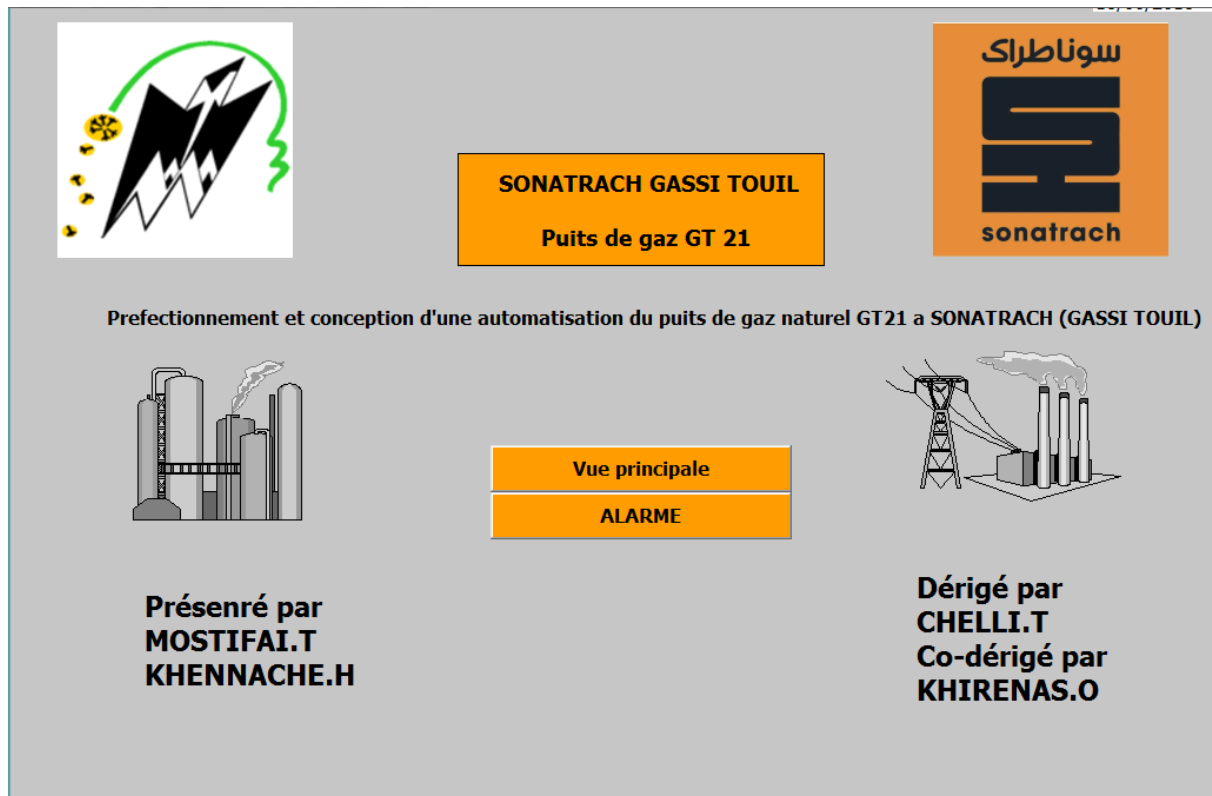 سوناطراك
sonatrach
SONATRACH GASSI TOUIL
Puits de gaz GT 21
Prefectionnement et conception d'une automatisation du puits de gaz naturel GT21 a SONATRACH (GASSI TOUIL)
Vue principale
ALARME
Présenré par
MOSTIFAI.T
KHENNACHE.H
Dérigé par
CHELLI.T
Co-dérigé par
KHIRENAS.O